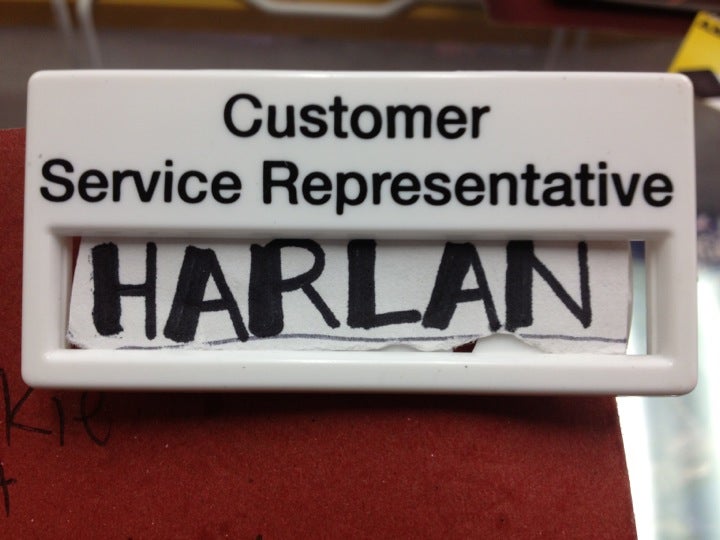 Customer
Service Representative
HARLAN